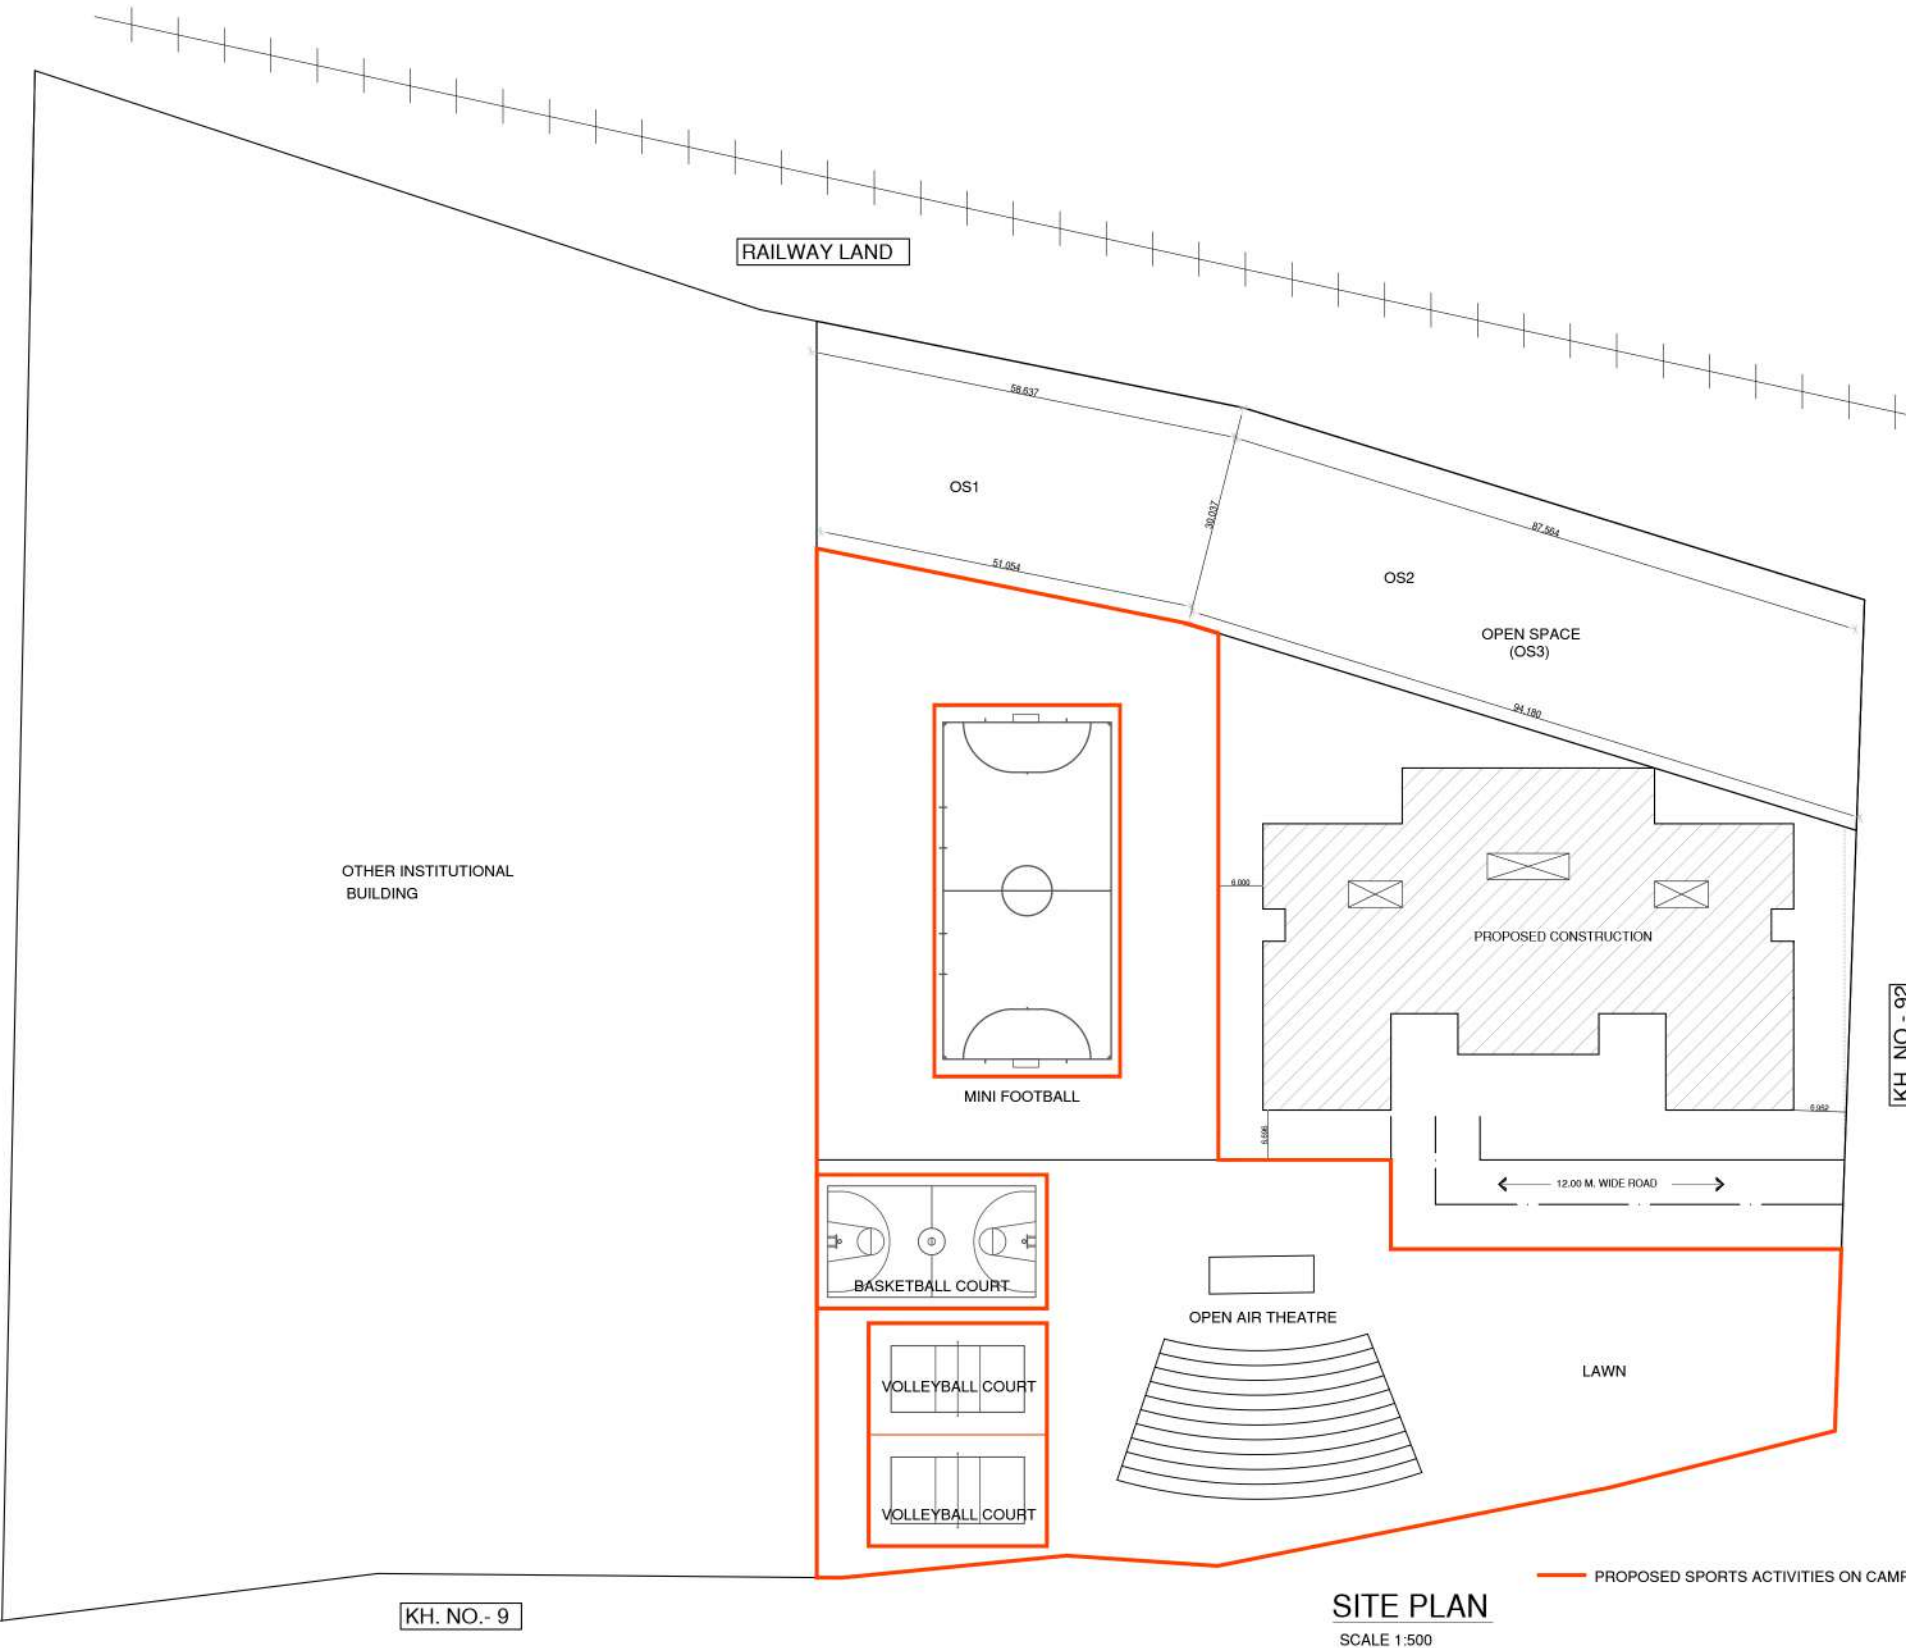 RAILWAY LAND
58.637
OS1
30.037
87.564
51.054
OS2
OPEN SPACE
(OS3)
94.180
OTHER INSTITUTIONAL
BUILDING
6.000
PROPOSED CONSTRUCTION
KH. NO.- 92
MINI FOOTBALL
12.00 M. WIDE ROAD
BASKETBALL COURT
OPEN AIR THEATRE
VOLLEYBALL COURT
LAWN
VOLLEYBALL COURT
PROPOSED SPORTS ACTIVITIES ON
KH. NO.- 9
SITE PLAN
SCALE 1:500